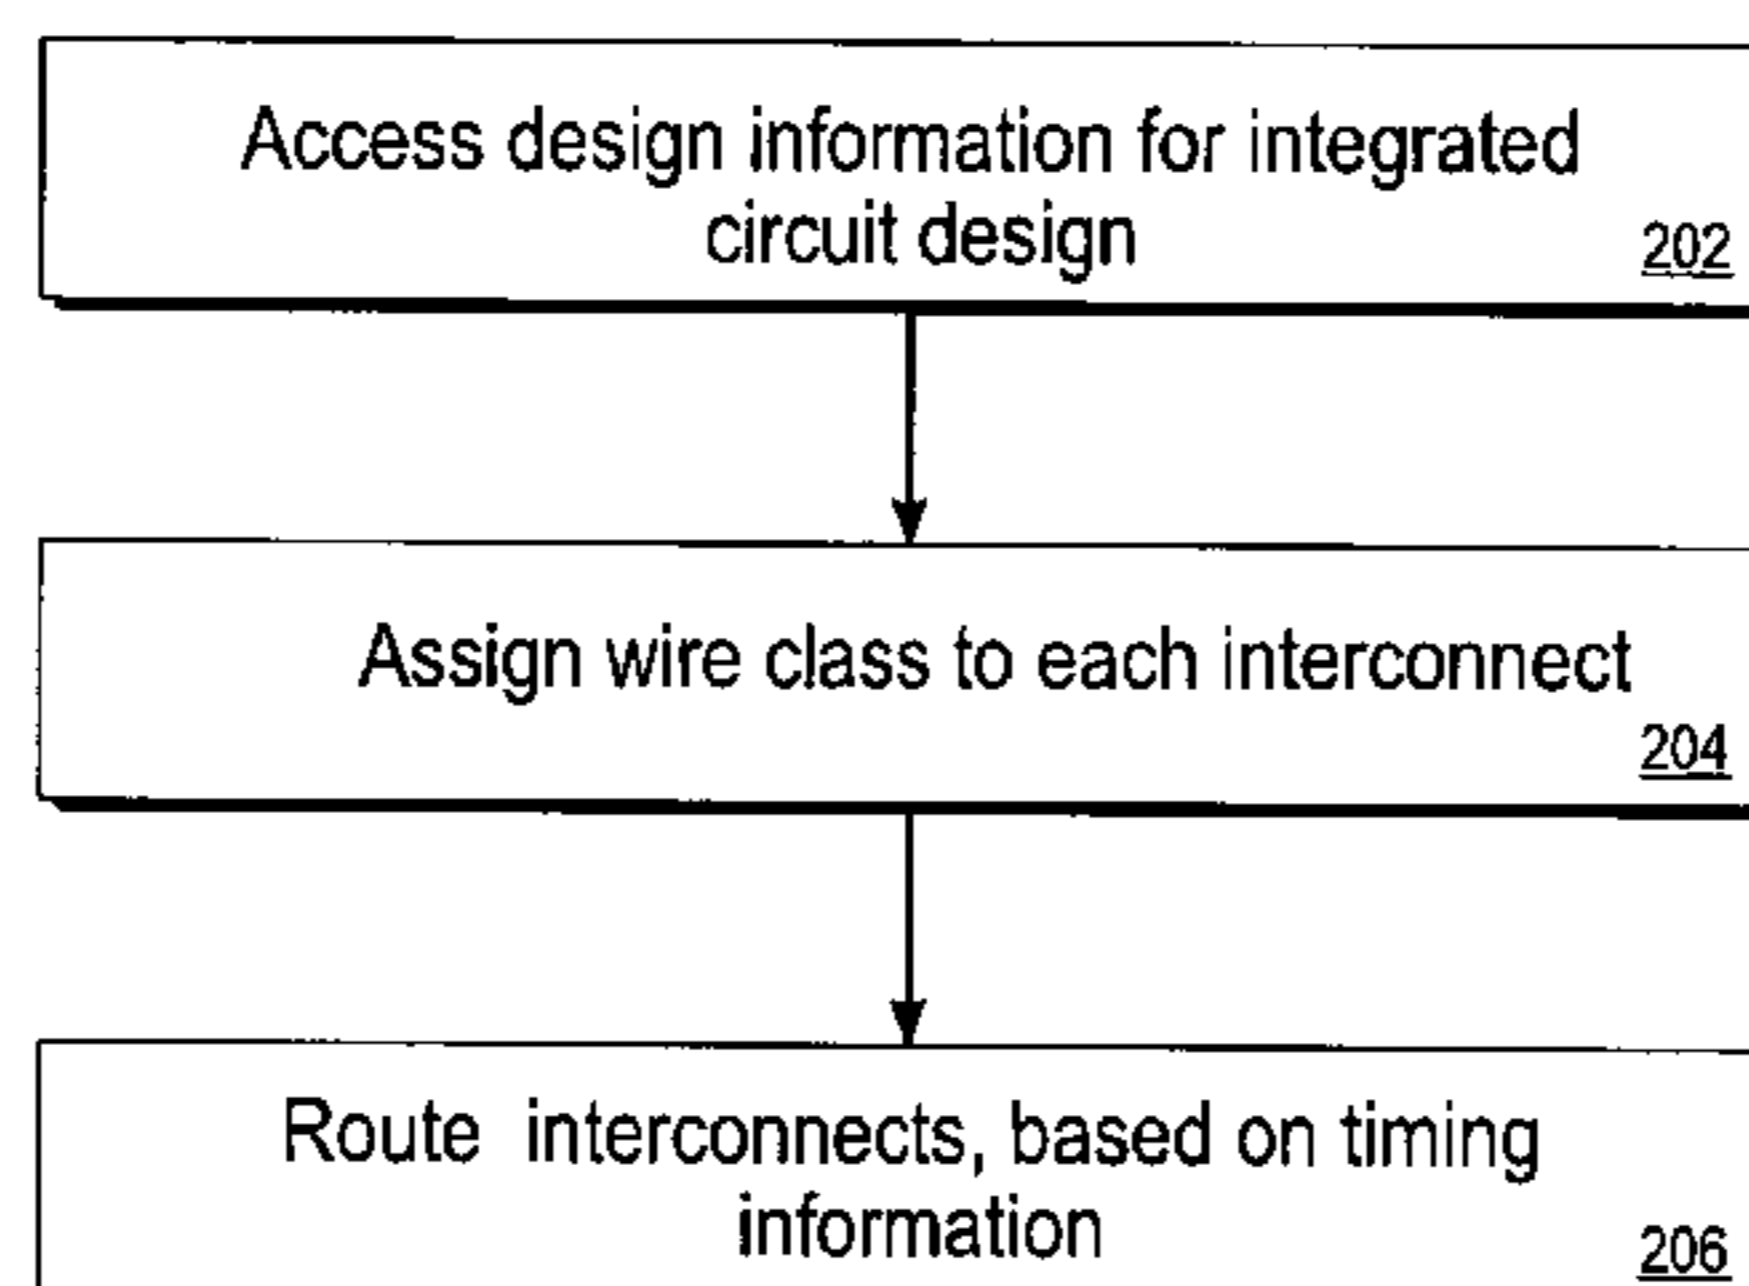 Access design information for integrated
circuit design
202
Assign wire class to each interconnect
204
Route interconnects, based on timing
information
206